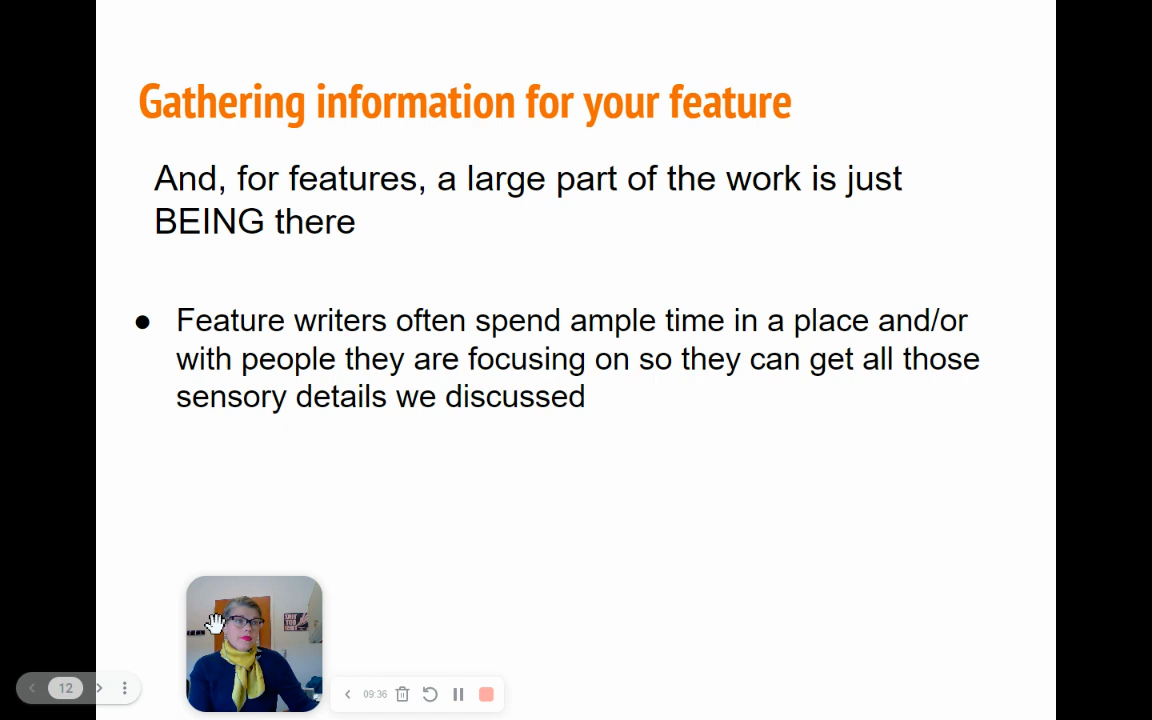 Gathering information for your feature
And, for features, a large part of the work is just
BEING there
● Feature writers often spend ample time in a place and/or
with people they are focusing on so they can get all those
sensory details we discussed
12
09:36